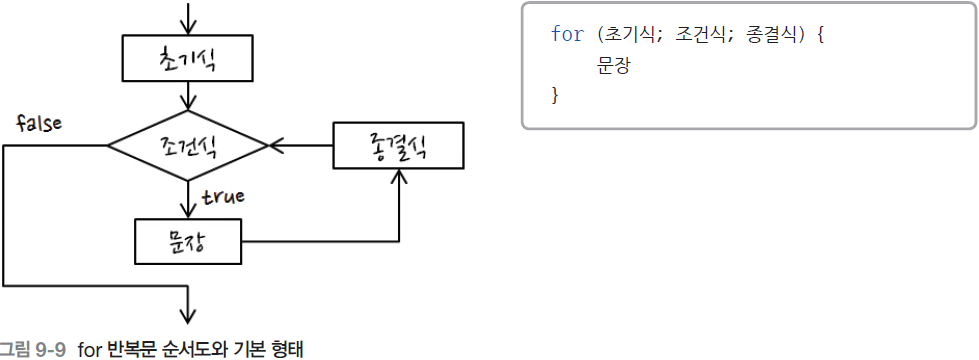 초기식
false
조건식
종결식
true
문장
그림 9-9 for 반복문 순서도와 기본 형태
for (초기식; 조건식; 종결식) {
문장
}